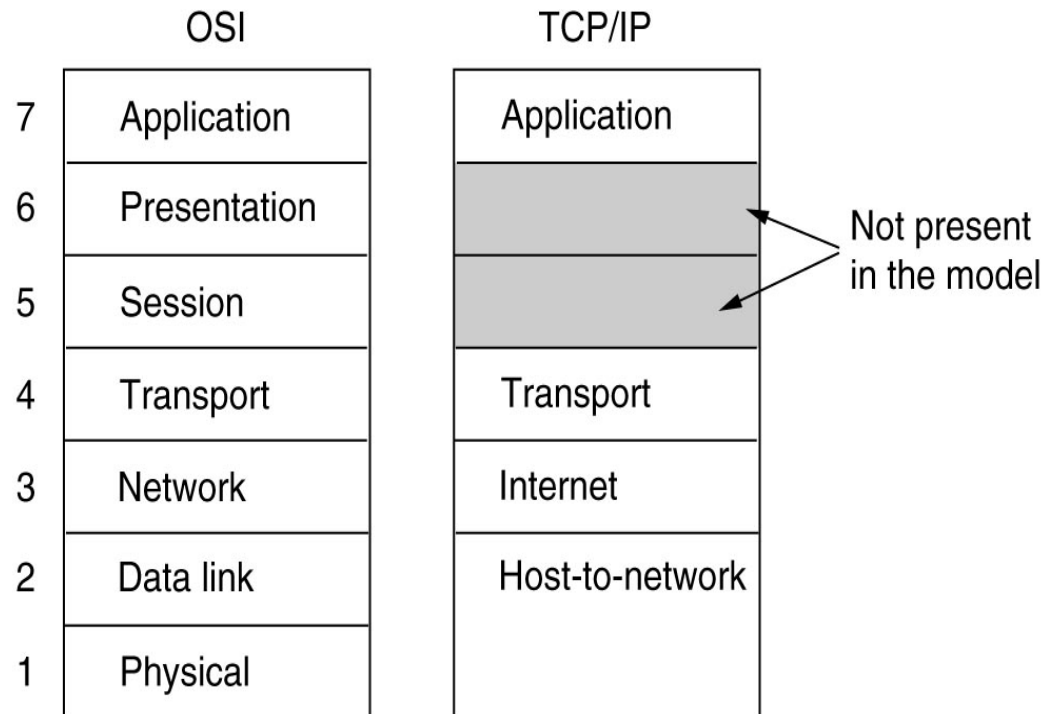 OSI TCP/IP
7 Application Application
6 Presentation
Not present
in the model
5 Session
4 Transport Transport
3 Network Internet
2 Data link Host-to-network
1 Physical